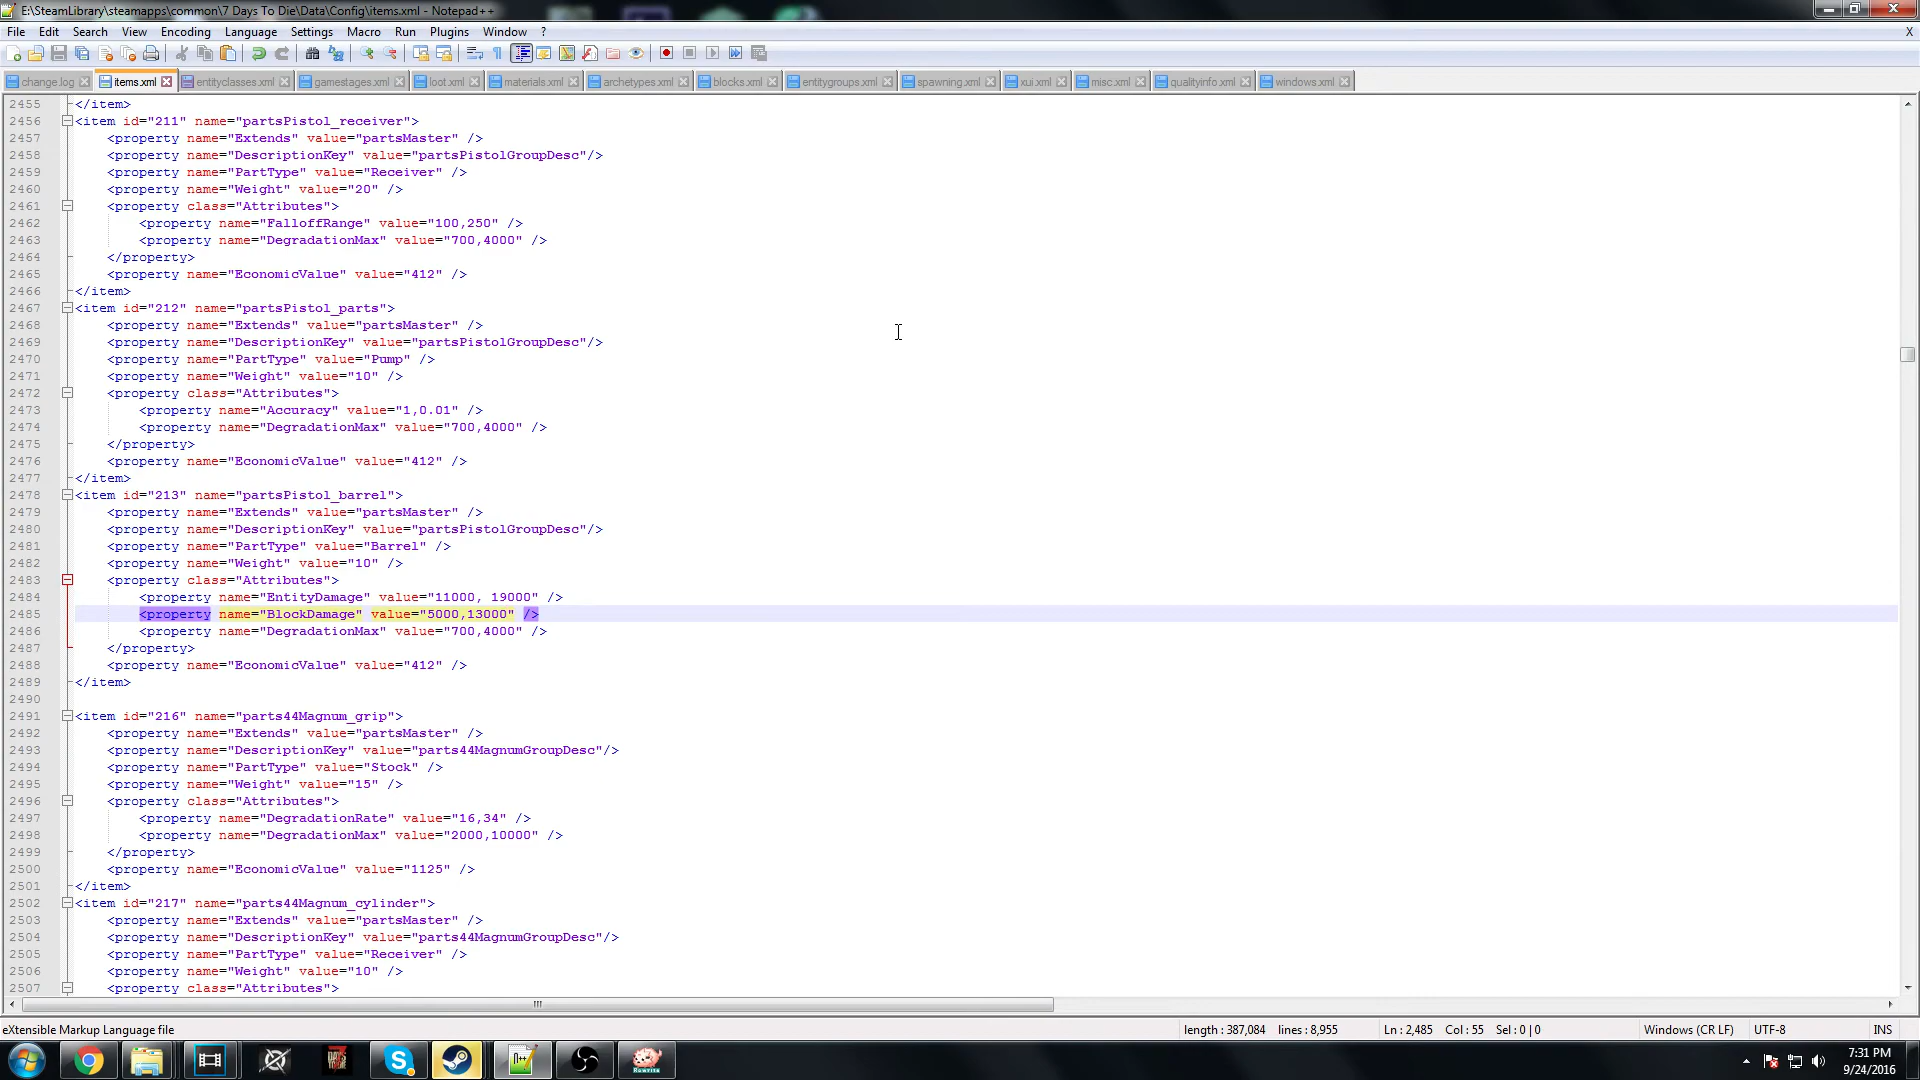 E:\SteamLibrary\steamapps\common\7 Days To Die\Data\Config\items.xml - Notepad++
File Edit Search View Encoding Language Settings Macro Run Plugins Window ?
X
change.log items.xml entityclasses.xml gamestages.xml loot.xml materials.xml archetypes.xml blocks.xml entitygroups.xml spawning.xml xui.xml misc.xml qualityinfo.xml windows.xml
2455 </item>
2456 <item id="211" name="partsPistol_receiver">
2457 <property name="Extends" value="partsMaster" />
2458 <property name="DescriptionKey" value="partsPistolGroupDesc"/>
2459 <property name="PartType" value="Receiver" />
2460 <property name="Weight" value="20" />
2461 <property class="Attributes">
2462 <property name="FalloffRange" value="100,250" />
2463 <property name="DegradationMax" value="700,4000" />
2464 </property>
2465 <property name="EconomicValue" value="412" />
2466 </item>
2467 <item id="212" name="partsPistol_parts">
2468 <property name="Extends" value="partsMaster" />
2469 <property name="DescriptionKey" value="partsPistolGroupDesc"/>
2470 <property name="PartType" value="Pump" />
2471 <property name="Weight" value="10" />
2472 <property class="Attributes">
2473 <property name="Accuracy" value="1,0.01" />
2474 <property name="DegradationMax" value="700,4000" />
2475 </property>
2476 <property name="EconomicValue" value="412" />
2477 </item>
2478 <item id="213" name="partsPistol_barrel">
2479 <property name="Extends" value="partsMaster" />
2480 <property name="DescriptionKey" value="partsPistolGroupDesc"/>
2481 <property name="PartType" value="Barrel" />
2482 <property name="Weight" value="10" />
2483 <property class="Attributes">
2484 <property name="EntityDamage" value="11000, 19000" />
2485 <property name="BlockDamage" value="5000,13000" />
2486 <property name="DegradationMax" value="700,4000" />
2487 </property>
2488 <property name="EconomicValue" value="412" />
2489 </item>
2490
2491 <item id="216" name="parts44Magnum_grip">
2492 <property name="Extends" value="partsMaster" />
2493 <property name="DescriptionKey" value="parts44MagnumGroupDesc"/>
2494 <property name="PartType" value="Stock" />
2495 <property name="Weight" value="15" />
2496 <property class="Attributes">
2497 <property name="DegradationRate" value="16,34" />
2498 <property name="DegradationMax" value="2000,10000" />
2499 </property>
2500 <property name="EconomicValue" value="1125" />
2501 </item>
2502 <item id="217" name="parts44Magnum_cylinder">
2503 <property name="Extends" value="partsMaster" />
2504 <property name="DescriptionKey" value="parts44MagnumGroupDesc"/>
2505 <property name="PartType" value="Receiver" />
2506 <property name="Weight" value="10" />
2507 <property class="Attributes">
eXtensible Markup Language file length : 387,084 lines : 8,955 Ln : 2,485 Col : 55 Sel : 0 | 0 Windows (CR LF) UTF-8 INS
7:31 PM
9/24/2016